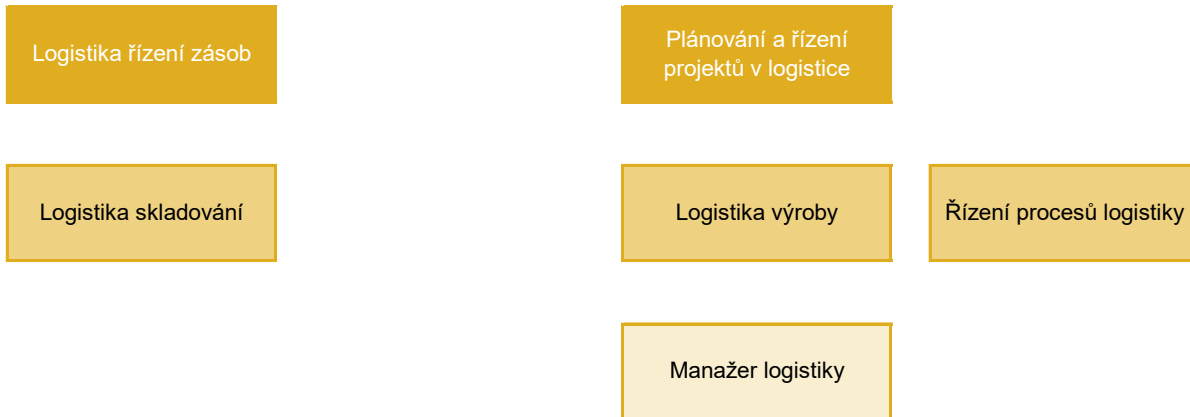 Logistika řízení zásob
Plánování a řízení
projektů v logistice
Logistika skladování
Logistika výroby
Řízení procesů logistiky
Manažer logistiky